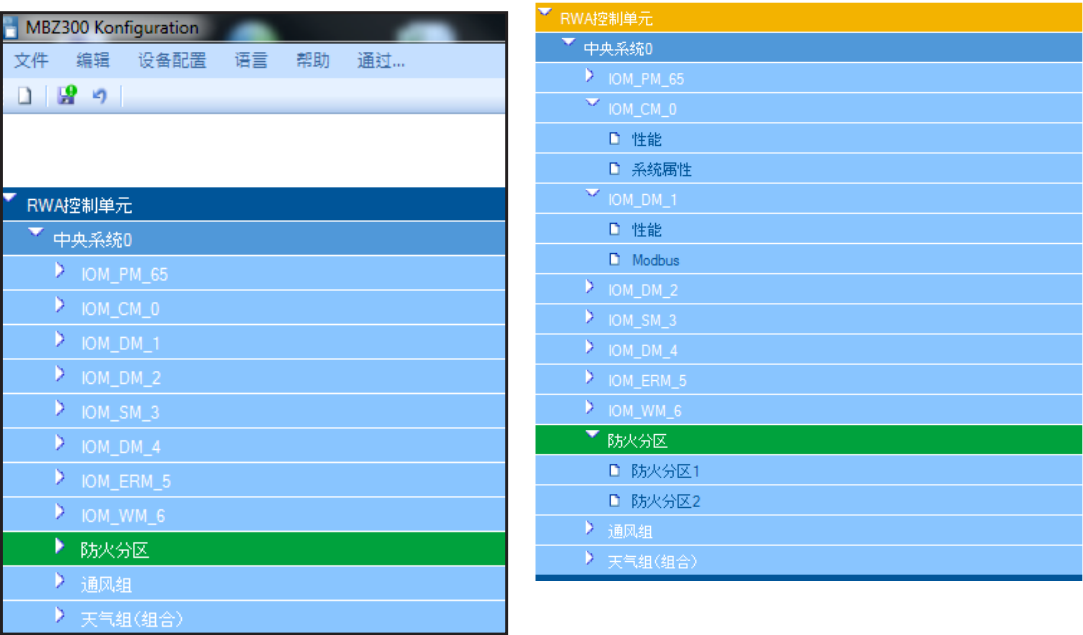 MBZ300 Konfiguration
文件 编辑 设备配置 语言 帮助 通过...
RWA控制单元
中央系统0
IOM_PM_65
IOM_CM_0
IOM_DM_1
IOM_DM_2
IOM_SM_3
IOM_DM_4
IOM_ERM_5
IOM_WM_6
防火分区
通风组
天气组(组合)
RWA控制单元
中央系统0
IOM_PM_65
IOM_CM_0
性能
系统属性
IOM_DM_1
性能
Modbus
IOM_DM_2
IOM_SM_3
IOM_DM_4
IOM_ERM_5
IOM_WM_6
防火分区
防火分区1
防火分区2
通风组
天气组(组合)